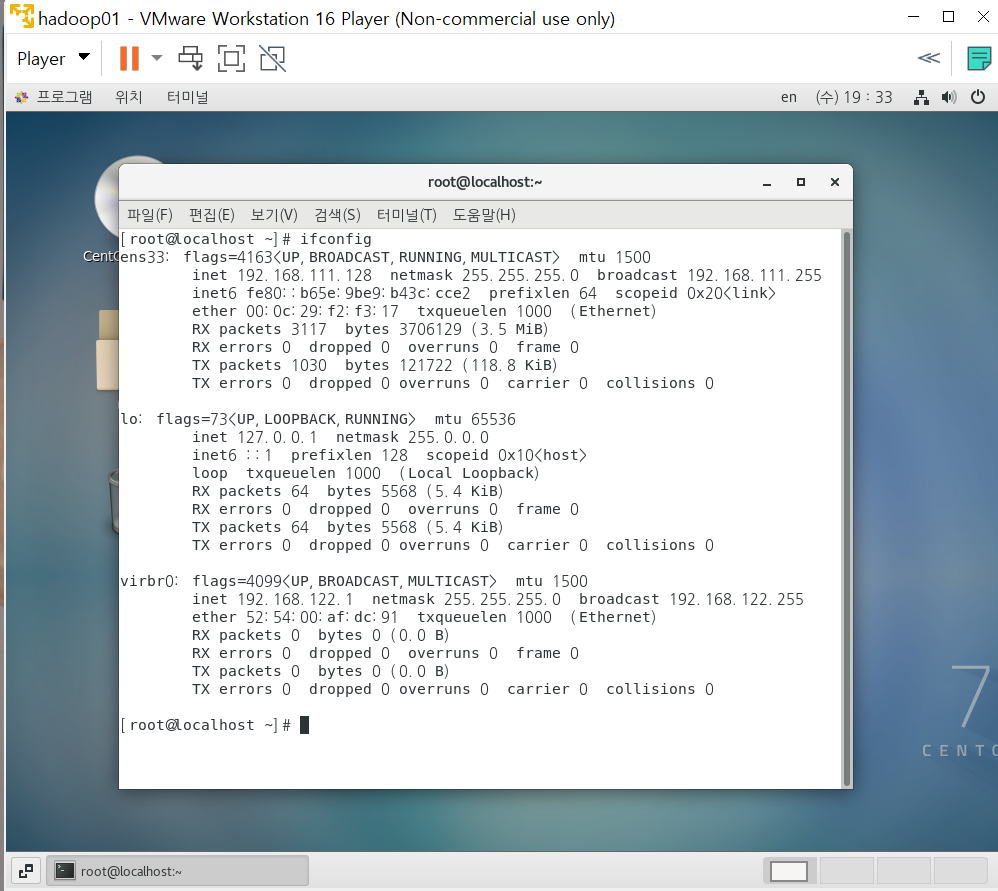 hadoop01 - VMware Workstation 16 Player (Non-commercial use only)
Player
프로그램 위치 터미널 en (수) 19 : 33
root@localhost:~
파일(F) 편집(E) 보기(V) 검색(S) 터미널(T) 도움말(H)
[root@localhost ~]# ifconfig
ens33: flags=4163<UP,BROADCAST,RUNNING,MULTICAST>  mtu 1500
        inet 192.168.111.128  netmask 255.255.255.0  broadcast 192.168.111.255
        inet6 fe80::b65e:9be9:b43c:cce2  prefixlen 64  scopeid 0x20<link>
        ether 00:0c:29:f2:f3:17  txqueuelen 1000  (Ethernet)
        RX packets 3117  bytes 3706129 (3.5 MiB)
        RX errors 0  dropped 0  overruns 0  frame 0
        TX packets 1030  bytes 121722 (118.8 KiB)
        TX errors 0  dropped 0 overruns 0  carrier 0  collisions 0
lo: flags=73<UP,LOOPBACK,RUNNING>  mtu 65536
        inet 127.0.0.1  netmask 255.0.0.0
        inet6 ::1  prefixlen 128  scopeid 0x10<host>
        loop  txqueuelen 1000  (Local Loopback)
        RX packets 64  bytes 5568 (5.4 KiB)
        RX errors 0  dropped 0  overruns 0  frame 0
        TX packets 64  bytes 5568 (5.4 KiB)
        TX errors 0  dropped 0 overruns 0  carrier 0  collisions 0
virbr0: flags=4099<UP,BROADCAST,MULTICAST>  mtu 1500
        inet 192.168.122.1  netmask 255.255.255.0  broadcast 192.168.122.255
        ether 52:54:00:af:dc:91  txqueuelen 1000  (Ethernet)
        RX packets 0  bytes 0 (0.0 B)
        RX errors 0  dropped 0  overruns 0  frame 0
        TX packets 0  bytes 0 (0.0 B)
        TX errors 0  dropped 0 overruns 0  carrier 0  collisions 0
[root@localhost ~]#
Cent
7
CENTO
root@localhost:~